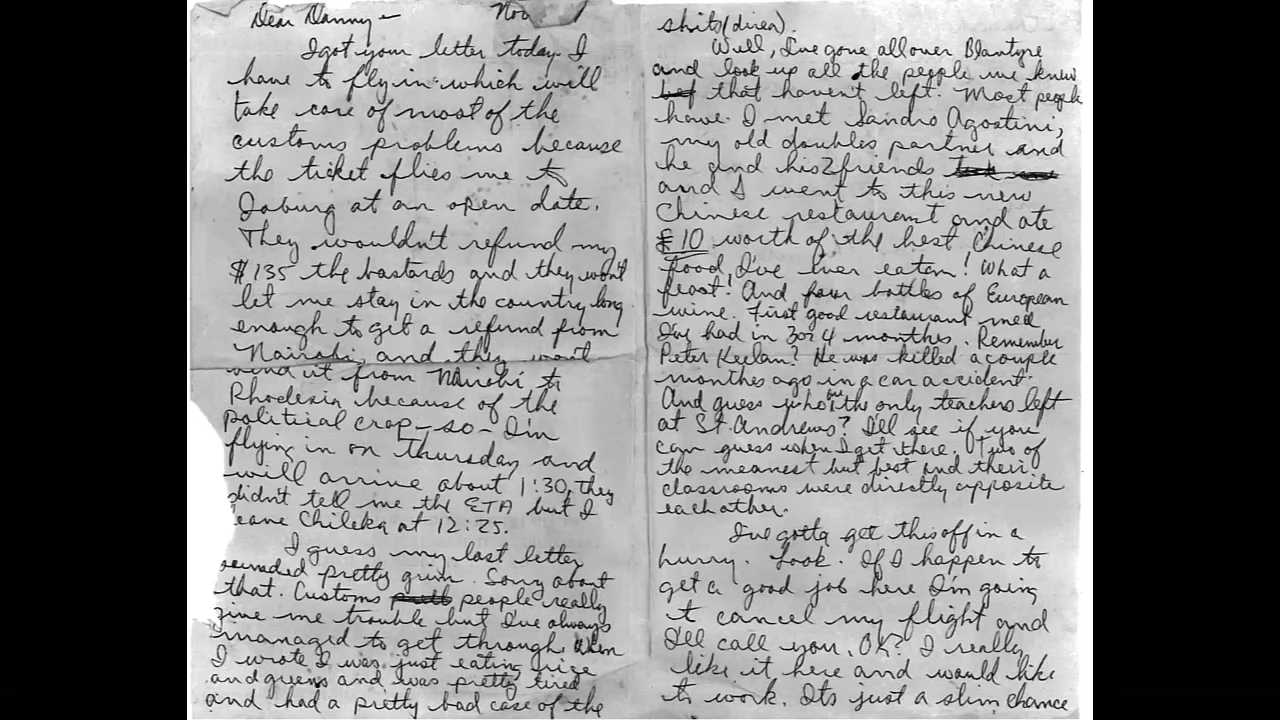 Dear Danny – Nov
I got your letter today. I
have to fly in which will
take care of most of the
customs problems because
the ticket flies me to
Joburg at an open date.
They wouldn't refund my
$135 the bastards and they won't
let me stay in the country long
enough to get a refund from
Nairobi, and they won't
send it from Nairobi to
Rhodesia because of the
political crap – so – I'm
flying in on Thursday and
will arrive about 1:30, they
didn't tell me the ETA but I
leave Chileka at 12:25.
I guess my last letter
sounded pretty grim. Sorry about
that. Customs people really
give me trouble but I've always
managed to get through. When
I wrote I was just eating rice
and greens and was pretty tired
and had a pretty bad case of the
shits (direa).
Well, I've gone all over Blantyre
and look up all the people we knew
that haven't left. Most people
have. I met Sandro Agostini,
my old doubles partner and
he and his 2 friends
and I went to this new
Chinese restaurant and ate
£10 worth of the best Chinese
food, I've ever eaten! What a
feast! And four bottles of European
wine. First good restaurant med
I've had in 3 or 4 months. Remember
Peter Keelan? He was killed a couple
months ago in a car accident.
And guess who the only teachers left
at St. Andrews? I'll see if you
can guess when I get there. Two of
the meanest but best and their
classrooms were directly opposite
each other.
I've gotta get this off in a
hurry. Look. If I happen to
get a good job here I'm going
t cancel my flight and
I'll call you, OK? I really
like it here and would like
to work. Its just a slim chance